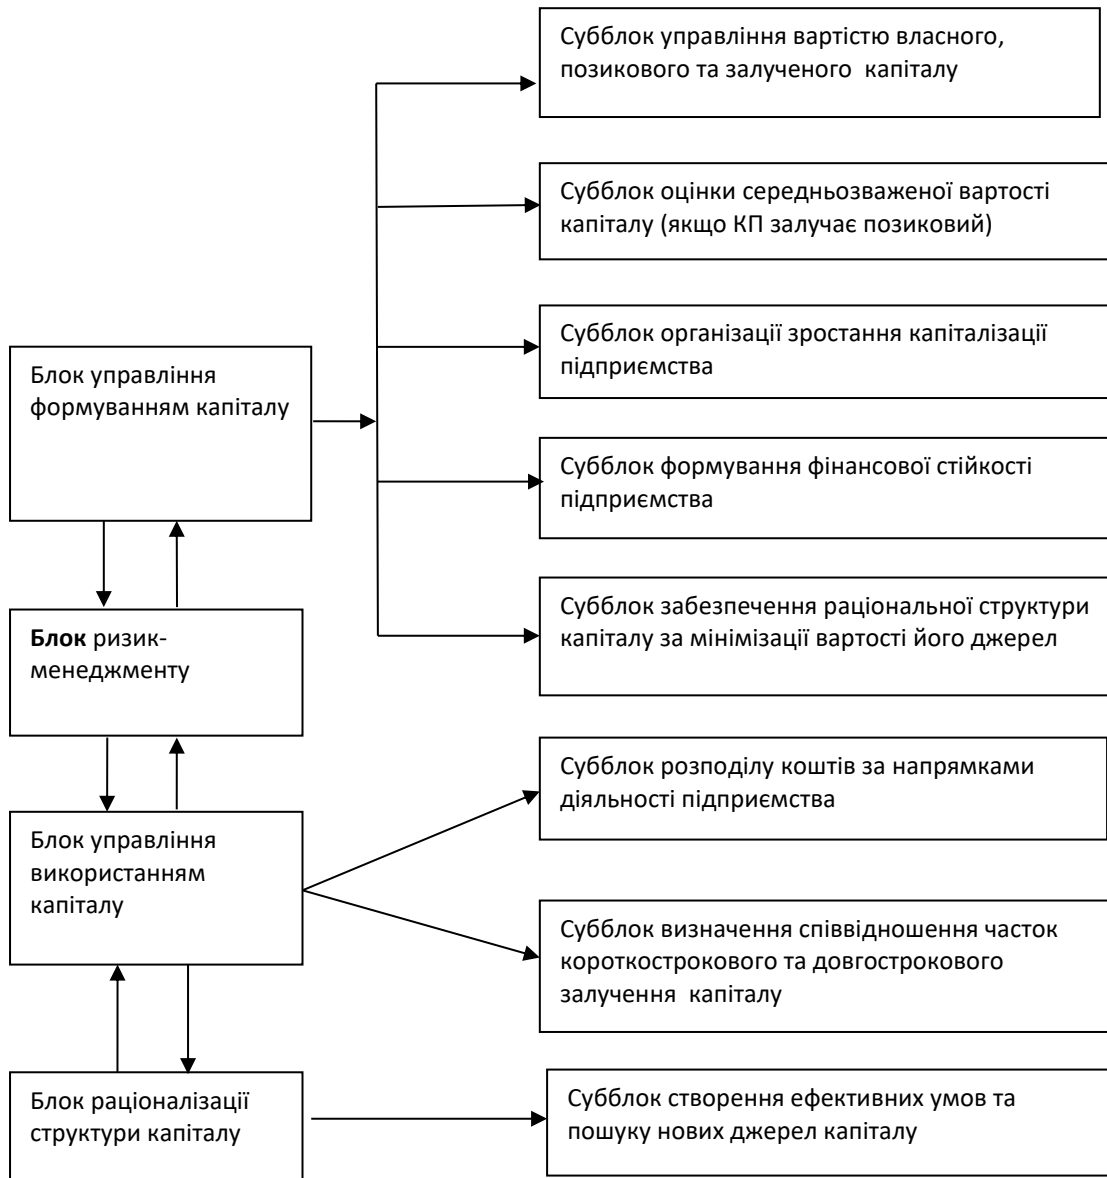 Субблок управління вартістю власного,
позикового та залученого  капіталу
Субблок оцінки середньозваженої вартості
капіталу (якщо КП залучає позиковий)
Субблок організації зростання капіталізації
підприємства
Блок управління
формуванням капіталу
Субблок формування фінансової стійкості
підприємства
Субблок забезпечення раціональної структури
капіталу за мінімізації вартості його джерел
Блок ризик-
менеджменту
Субблок розподілу коштів за напрямками
діяльності підприємства
Блок управління
використанням
капіталу
Субблок визначення співвідношення часток
короткострокового та довгострокового
залучення  капіталу
Блок раціоналізації
структури капіталу
Субблок створення ефективних умов та
пошуку нових джерел капіталу